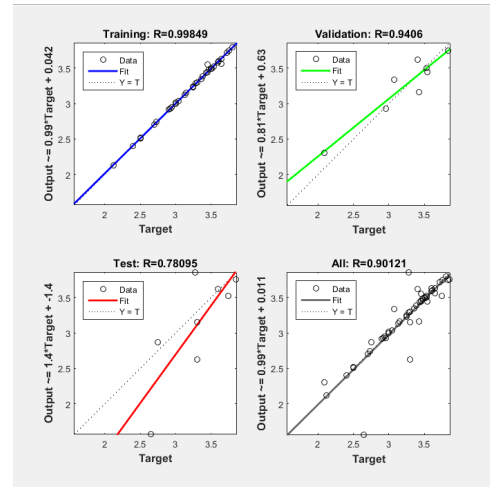 Training: R=0.99849
Output ~= 0.99*Target + 0.042
Data
Fit
Y = T
3.5
3
2.5
2
2 2.5 3 3.5
Target
Validation: R=0.9406
Output ~= 0.81*Target + 0.63
Data
Fit
Y = T
3.5
3
2.5
2
2 2.5 3 3.5
Target
Test: R=0.78095
Output ~= 1.4*Target + -1.4
Data
Fit
Y = T
3.5
3
2.5
2
2 2.5 3 3.5
Target
All: R=0.90121
Output ~= 0.99*Target + 0.011
Data
Fit
Y = T
3.5
3
2.5
2
2 2.5 3 3.5
Target